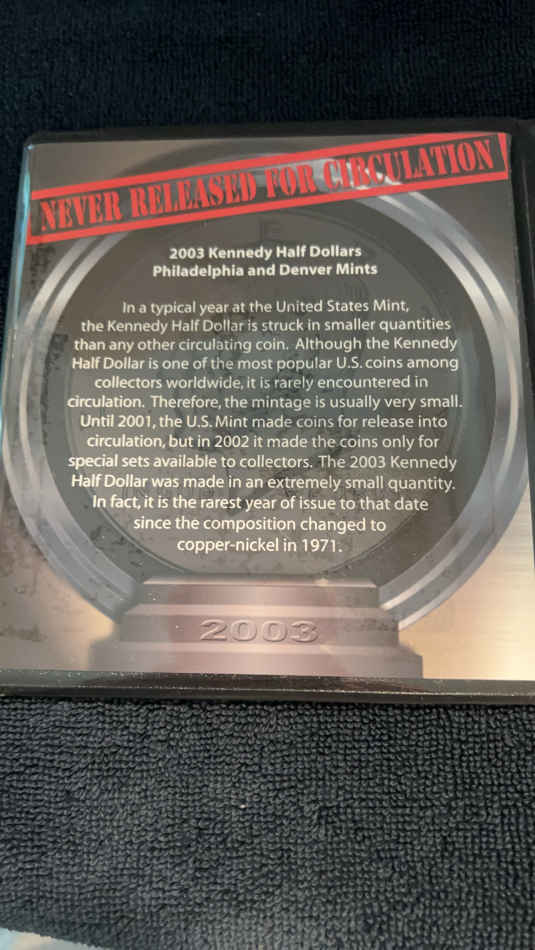 NEVER RELEASED FOR CIRCULATION
2003 Kennedy Half Dollars
Philadelphia and Denver Mints
In a typical year at the United States Mint,
the Kennedy Half Dollar is struck in smaller quantities
than any other circulating coin. Although the Kennedy
Half Dollar is one of the most popular U.S. coins among
collectors worldwide, it is rarely encountered in
circulation. Therefore, the mintage is usually very small.
Until 2001, the U.S. Mint made coins for release into
circulation, but in 2002 it made the coins only for
special sets available to collectors. The 2003 Kennedy
Half Dollar was made in an extremely small quantity.
In fact, it is the rarest year of issue to that date
since the composition changed to
copper-nickel in 1971.
2003